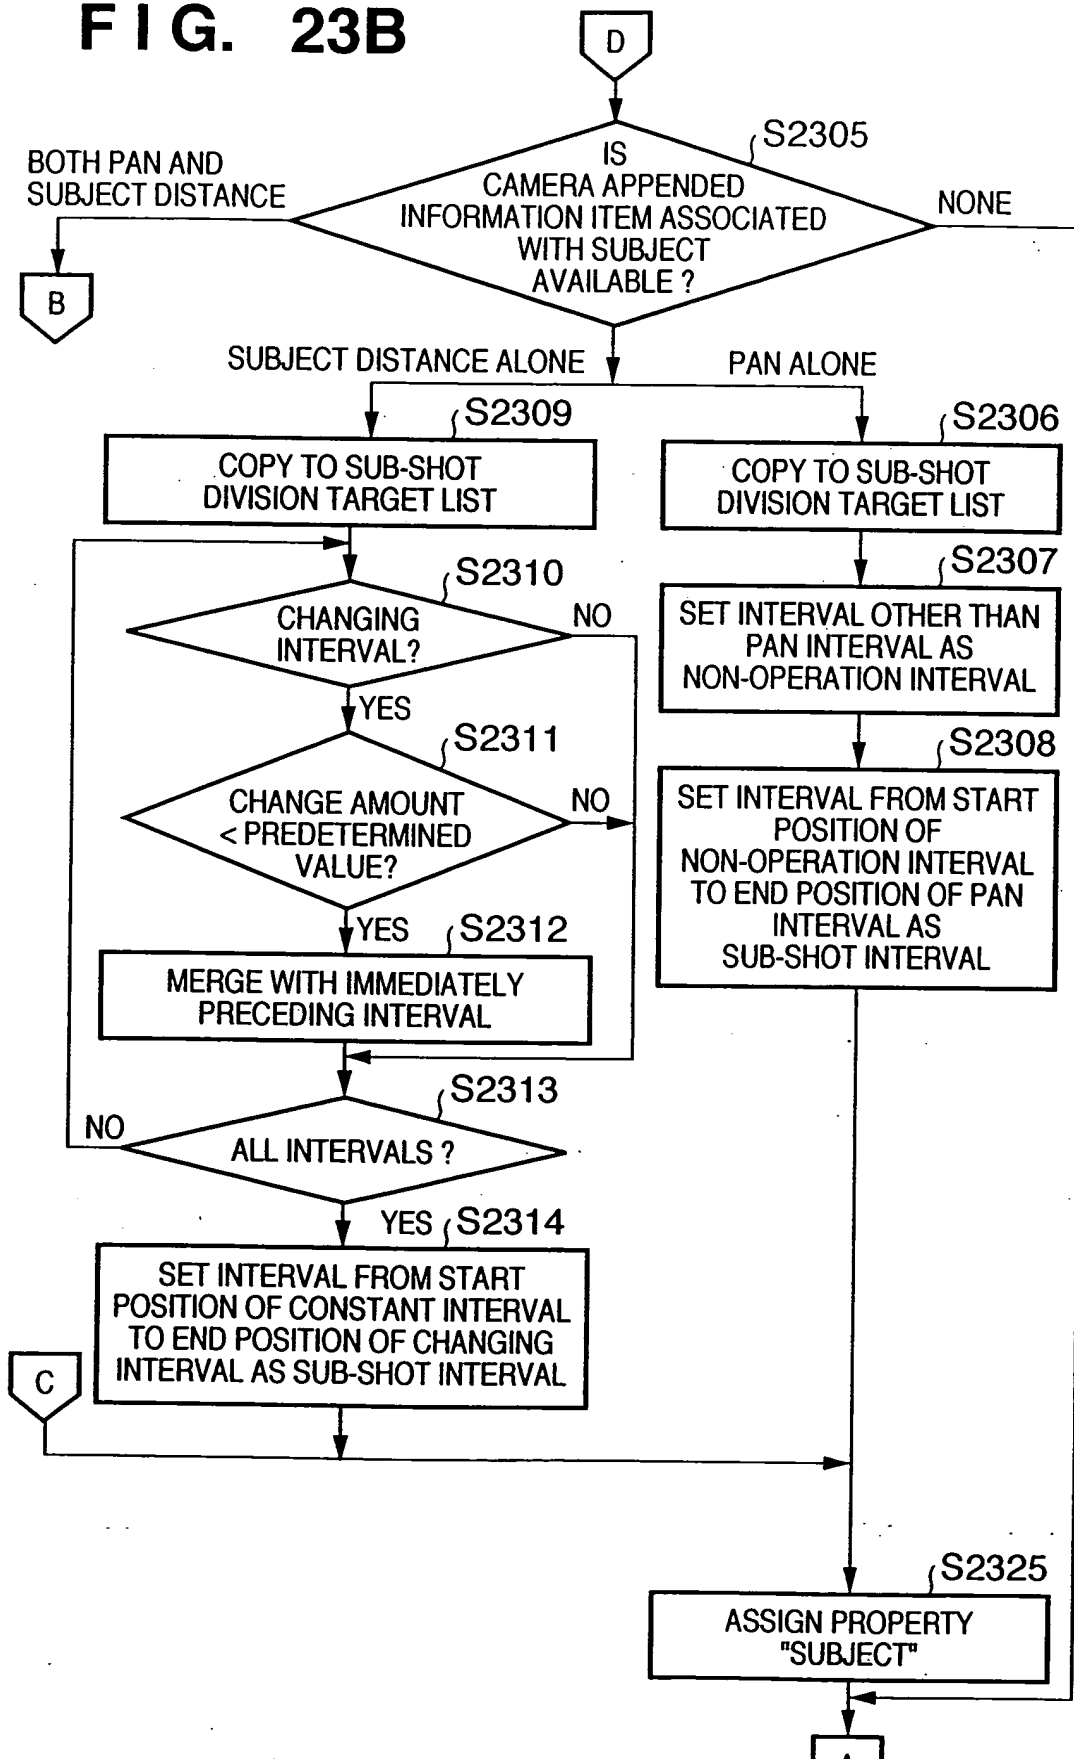 FIG. 23B
D
S2305
IS
CAMERA APPENDED
INFORMATION ITEM ASSOCIATED
WITH SUBJECT
AVAILABLE ?
BOTH PAN AND
SUBJECT DISTANCE
NONE
B
SUBJECT DISTANCE ALONE
PAN ALONE
S2309
COPY TO SUB-SHOT
DIVISION TARGET LIST
S2306
COPY TO SUB-SHOT
DIVISION TARGET LIST
S2310
CHANGING
INTERVAL?
NO
YES
S2307
SET INTERVAL OTHER THAN
PAN INTERVAL AS
NON-OPERATION INTERVAL
S2311
CHANGE AMOUNT
< PREDETERMINED
VALUE?
NO
YES
S2308
SET INTERVAL FROM START
POSITION OF
NON-OPERATION INTERVAL
TO END POSITION OF PAN
INTERVAL AS
SUB-SHOT INTERVAL
S2312
MERGE WITH IMMEDIATELY
PRECEDING INTERVAL
S2313
ALL INTERVALS ?
NO
YES
S2314
SET INTERVAL FROM START
POSITION OF CONSTANT INTERVAL
TO END POSITION OF CHANGING
INTERVAL AS SUB-SHOT INTERVAL
C
S2325
ASSIGN PROPERTY
"SUBJECT"